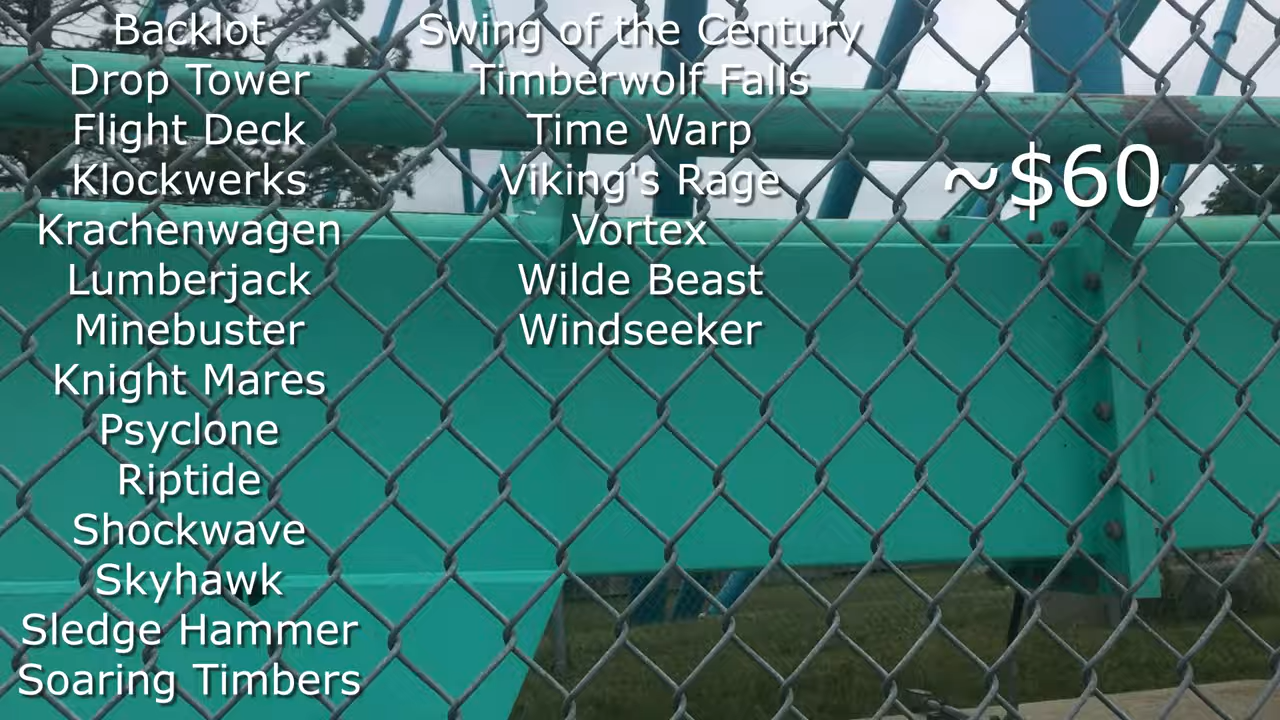 Backlot
Drop Tower
Flight Deck
Klockwerks
Krachenwagen
Lumberjack
Minebuster
Knight Mares
Psyclone
Riptide
Shockwave
Skyhawk
Sledge Hammer
Soaring Timbers
Swing of the Century
Timberwolf Falls
Time Warp
Viking's Rage
Vortex
Wilde Beast
Windseeker
~$60